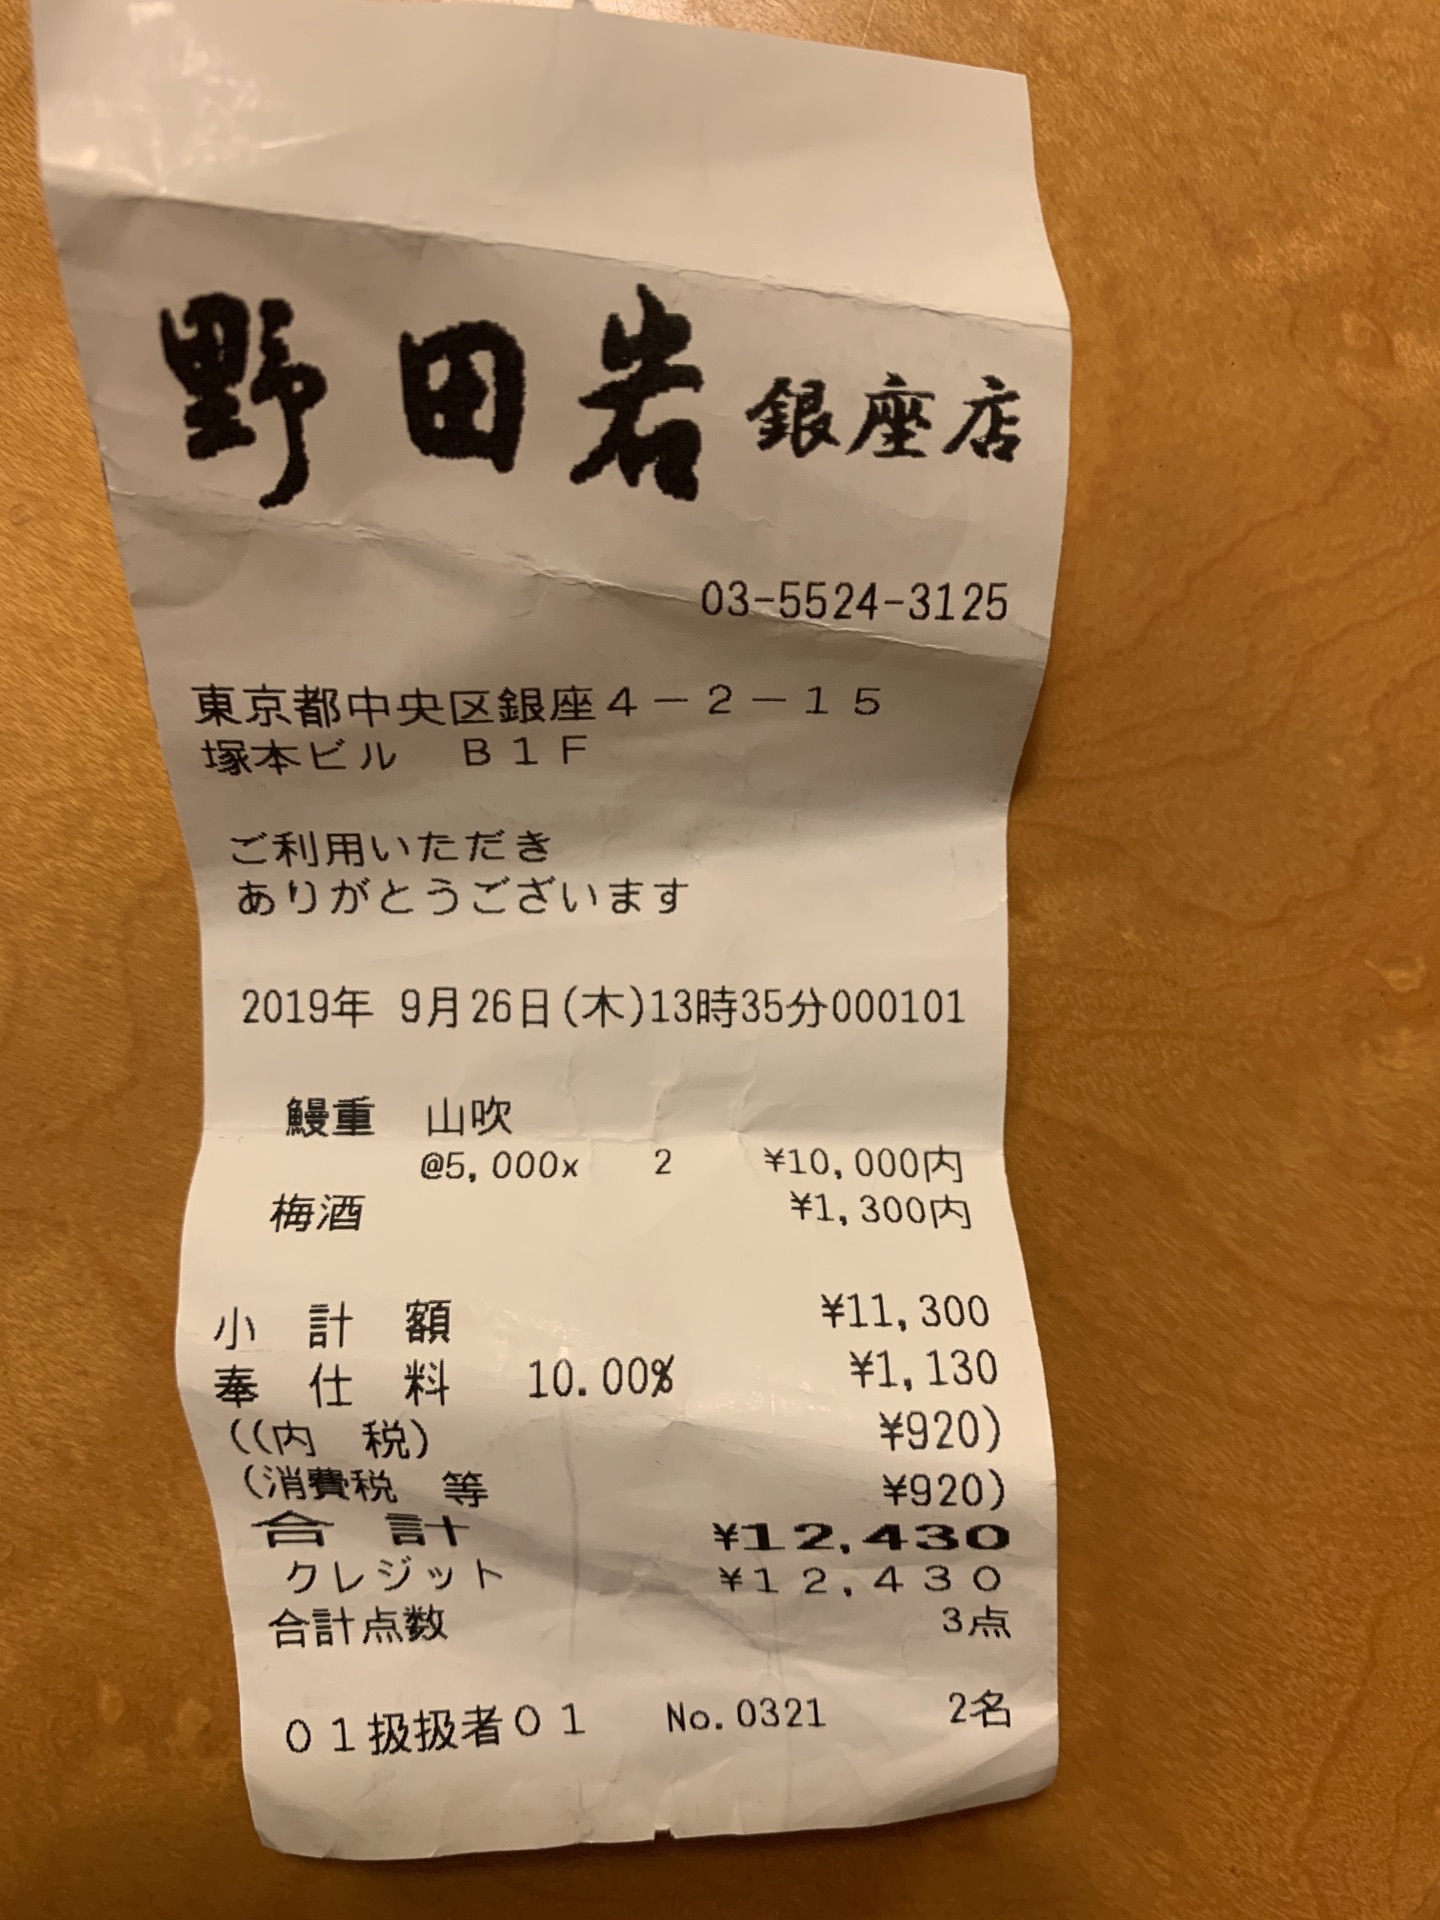 野田岩 銀座店
03-5524-3125
東京都中央区銀座4-2-15
塚本ビル B1F
ご利用いただき
ありがとうございます
2019年 9月26日(木)13時35分000101
鰻重 山吹
@5,000x 2 ¥10,000内
梅酒 ¥1,300内
小計額 ¥11,300
奉仕料 10.00% ¥1,130
((内 税) ¥920)
(消費税 等 ¥920)
合計 ¥12,430
クレジット ¥12,430
合計点数 3点
01扱扱者01 No.0321 2名